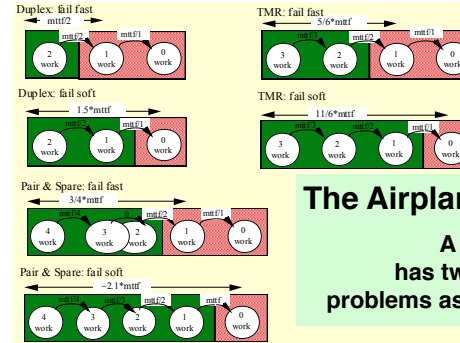 Duplex: fail fast
mttf/2
mttf/2
mttf/1
2 work
1 work
0 work
TMR: fail fast
5/6*mttf
mttf/3
mttf/2
mttf/1
3 work
2 work
1 work
0 work
Duplex: fail soft
1.5*mttf
mttf/2
mttf/1
2 work
1 work
0 work
TMR: fail soft
11/6*mttf
mttf/3
mttf/2
mttf/1
3 work
2 work
1 work
0 work
Pair & Spare: fail fast
3/4*mttf
mttf/4
0
mttf/2
mttf/1
4 work
3 work
2 work
1 work
0 work
Pair & Spare: fail soft
~2.1*mttf
mttf/4
mttf/3
mttf/2
mttf
4 work
3 work
2 work
1 work
0 work
The Airplan
A
has tw
problems as